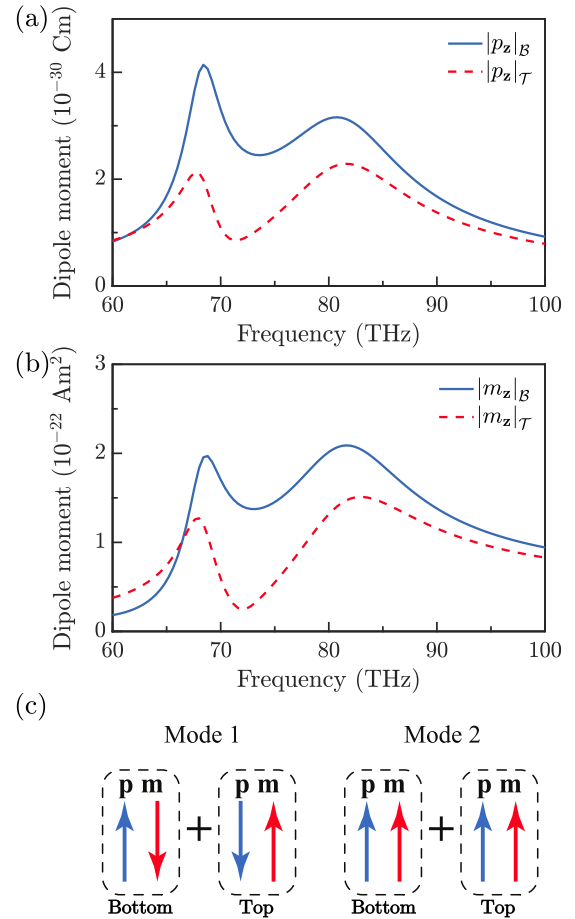 (a)
Dipole moment (10⁻³⁰ Cm)
4
2
0
|p_z|_ℬ
|p_z|_𝒯
60 70 80 90 100
Frequency (THz)
(b)
Dipole moment (10⁻²² Am²)
3
2
1
0
|m_z|_ℬ
|m_z|_𝒯
60 70 80 90 100
Frequency (THz)
(c)
Mode 1 Mode 2
p m + p m p m + p m
Bottom Top Bottom Top